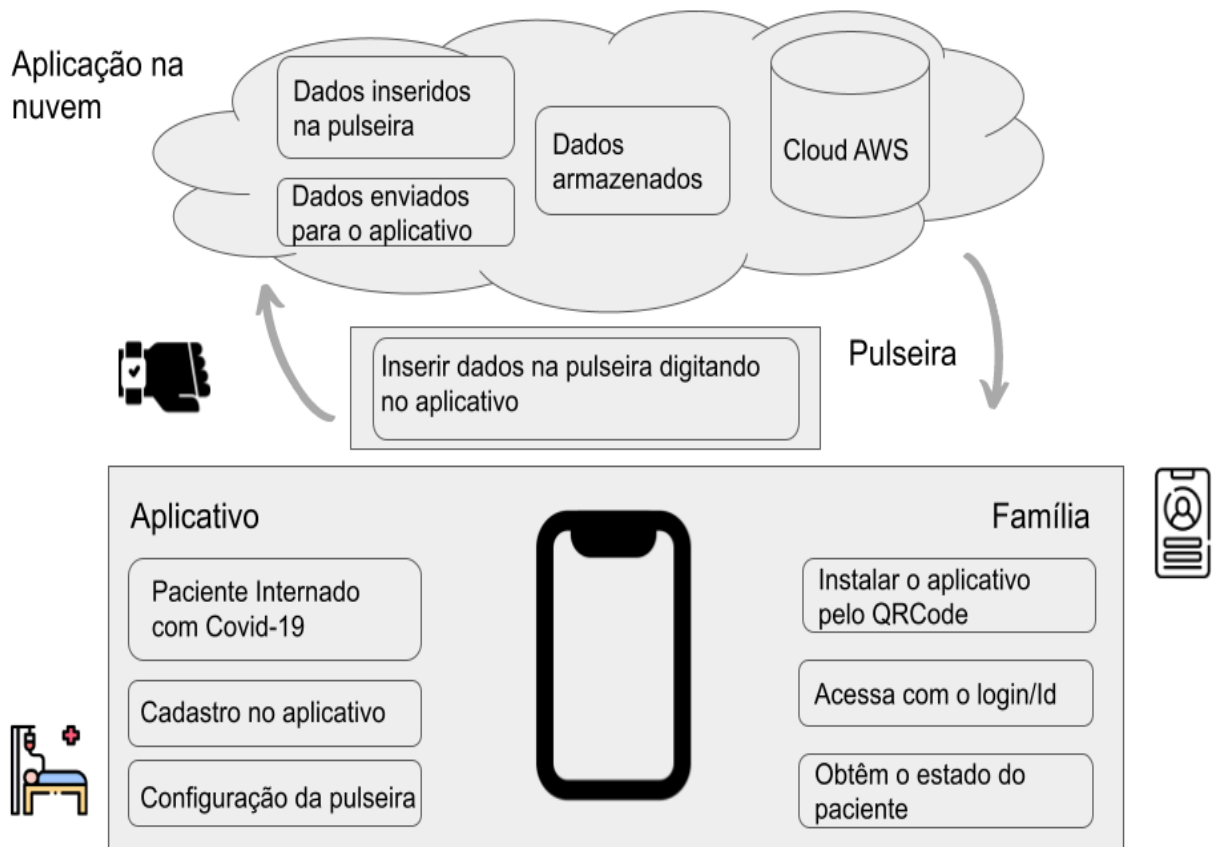 Aplicação na
nuvem
Dados inseridos
na pulseira
Dados enviados
para o aplicativo
Dados
armazenados
Cloud AWS
Inserir dados na pulseira digitando
no aplicativo
Pulseira
Aplicativo
Paciente Internado
com Covid-19
Cadastro no aplicativo
Configuração da pulseira
Família
Instalar o aplicativo
pelo QRCode
Acessa com o login/Id
Obtêm o estado do
paciente